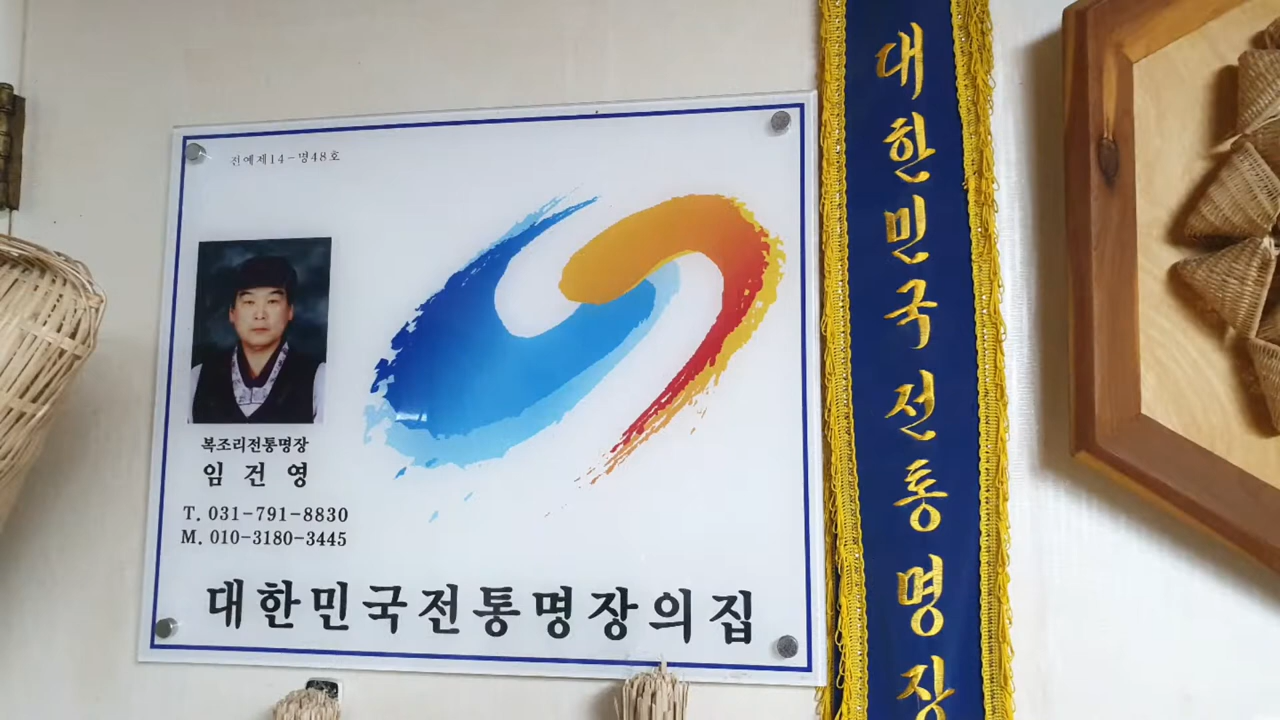 전예제14-명48호
복조리전통명장
임건영
T. 031-791-8830
M. 010-3180-3445
대한민국전통명장의집
대한민국전통명장